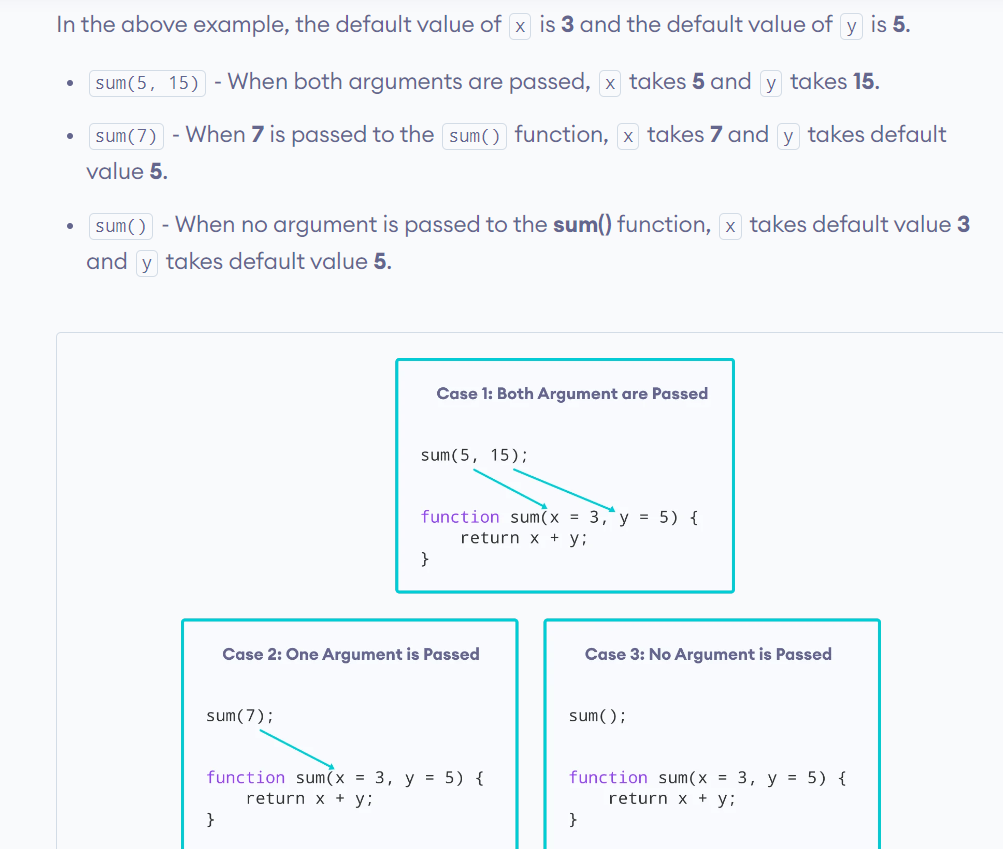 In the above example, the default value of x is 3 and the default value of y is 5.
sum(5, 15) - When both arguments are passed, x takes 5 and y takes 15.
sum(7) - When 7 is passed to the sum() function, x takes 7 and y takes default
value 5.
sum() - When no argument is passed to the sum() function, x takes default value 3
and y takes default value 5.
Case 1: Both Argument are Passed
sum(5, 15);
function sum(x = 3, y = 5) {
    return x + y;
}
Case 2: One Argument is Passed
sum(7);
function sum(x = 3, y = 5) {
    return x + y;
}
Case 3: No Argument is Passed
sum();
function sum(x = 3, y = 5) {
    return x + y;
}